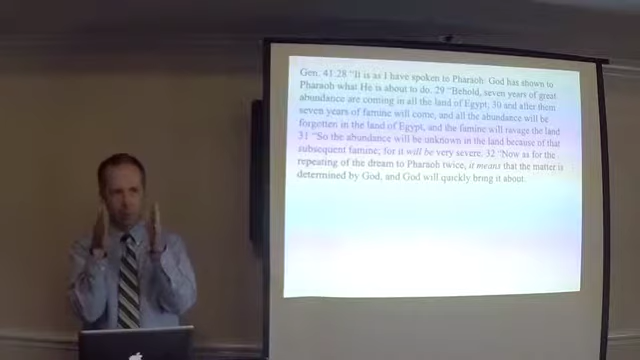 Gen. 41:28 “It is as I have spoken to Pharaoh: God has shown to
Pharaoh what He is about to do. 29 “Behold, seven years of great
abundance are coming in all the land of Egypt; 30 and after them
seven years of famine will come, and all the abundance will be
forgotten in the land of Egypt, and the famine will ravage the land.
31 “So the abundance will be unknown in the land because of that
subsequent famine; for it will be very severe. 32 “Now as for the
repeating of the dream to Pharaoh twice, it means that the matter is
determined by God, and God will quickly bring it about.